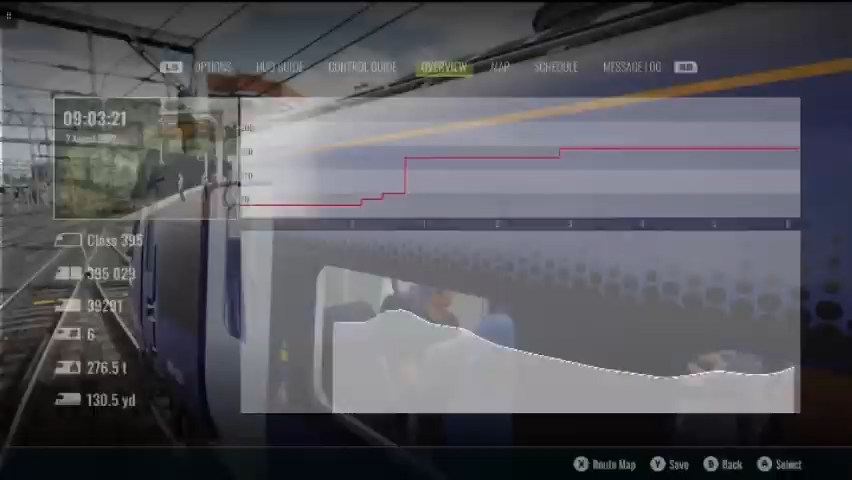 LB OPTIONS HUD GUIDE CONTROL GUIDE OVERVIEW MAP SCHEDULE MESSAGE LOG RB
09:03:21
Class 395
395 029
39291
6
276.5 t
130.5 yd
X Route Map Y Save B Back A Select